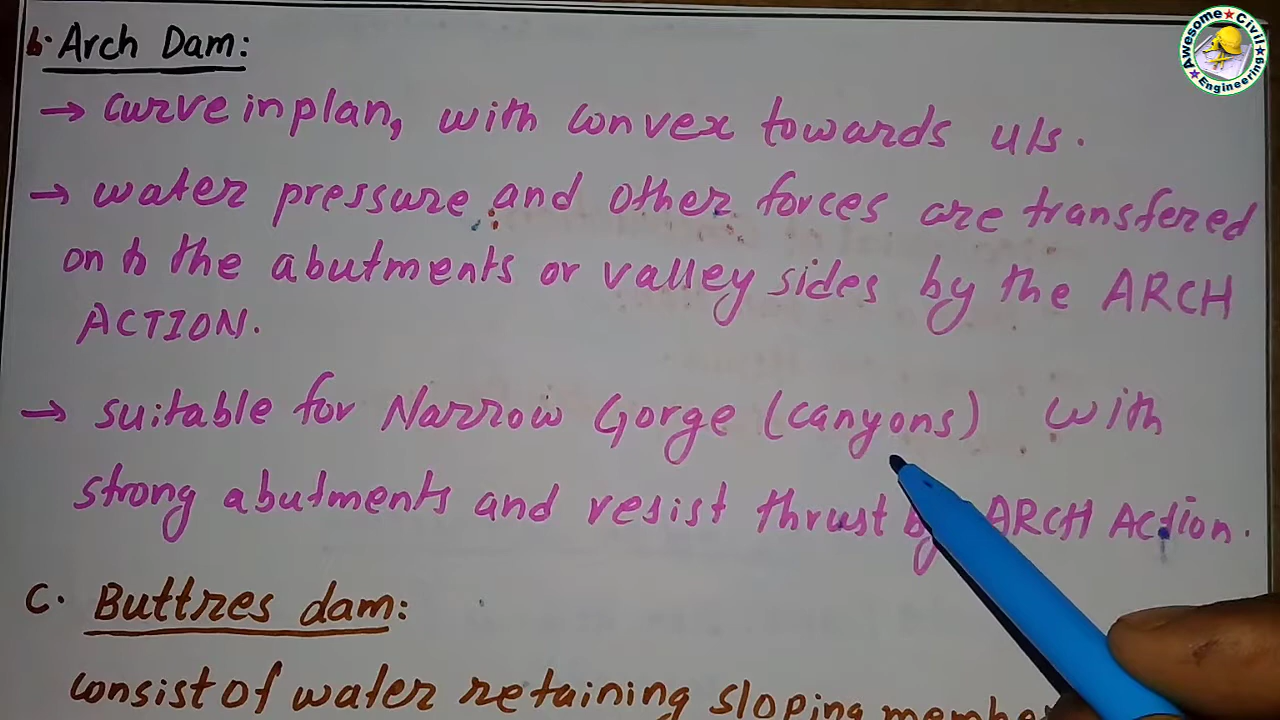 b. Arch Dam:
→ curve in plan, with convex towards u/s.
→ water pressure and other forces are transfered
on to the abutments or valley sides by the ARCH
ACTION.
→ suitable for Narrow Gorge (canyons) with
strong abutments and resist thrust by ARCH Action.
C. Buttres dam:
consist of water retaining sloping membe
Awesome Civil Engineering